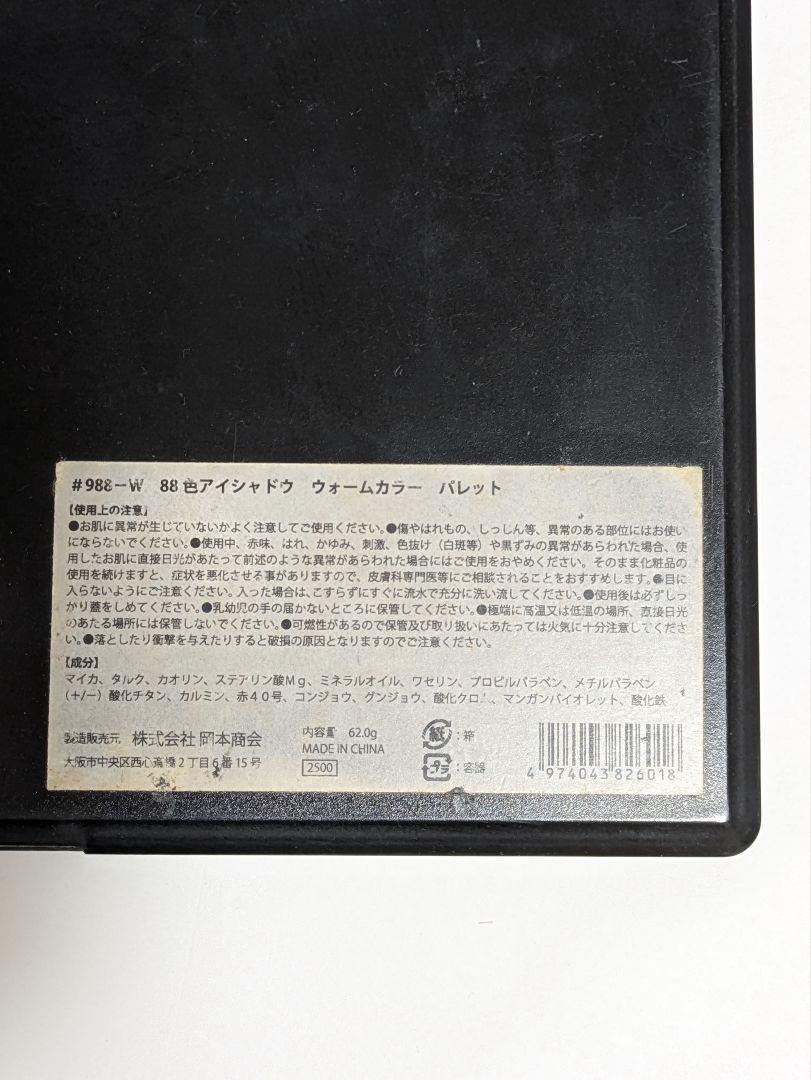 #988-W 88色アイシャドウ ウォームカラー パレット
【使用上の注意】
●お肌に異常が生じていないかよく注意してご使用ください。●傷やはれもの、しっしん等、異常のある部位にはお使い
にならないでください。●使用中、赤味、はれ、かゆみ、刺激、色抜け（白斑等）や黒ずみの異常があらわれた場合、使
用したお肌に直接日光があたって前述のような異常があらわれた場合にはご使用をおやめください。そのまま化粧品の
使用を続けますと、症状を悪化させる事がありますので、皮膚科専門医等にご相談されることをおすすめします。●目に
入らないようにご注意ください。入った場合は、こすらずにすぐに流水で充分に洗い流してください。●使用後は必ずしっ
かり蓋をしめてください。●乳幼児の手の届かないところに保管してください。●極端に高温又は低温の場所、直接日光
のあたる場所には保管しないでください。●可燃性があるので保管及び取り扱いにあたっては火気に十分注意してくださ
い。●落としたり衝撃を与えたりすると破損の原因となりますのでご注意ください。
【成分】
マイカ、タルク、カオリン、ステアリン酸Mg、ミネラルオイル、ワセリン、プロピルパラベン、メチルパラベン
（+/−）酸化チタン、カルミン、赤40号、コンジョウ、グンジョウ、酸化クロム、マンガンバイオレット、酸化鉄
製造販売元 株式会社 岡本商会
大阪市中央区西心斎橋2丁目6番15号
内容量 62.0g
MADE IN CHINA
2500
紙：箱
プラ：容器
4 974043 826018